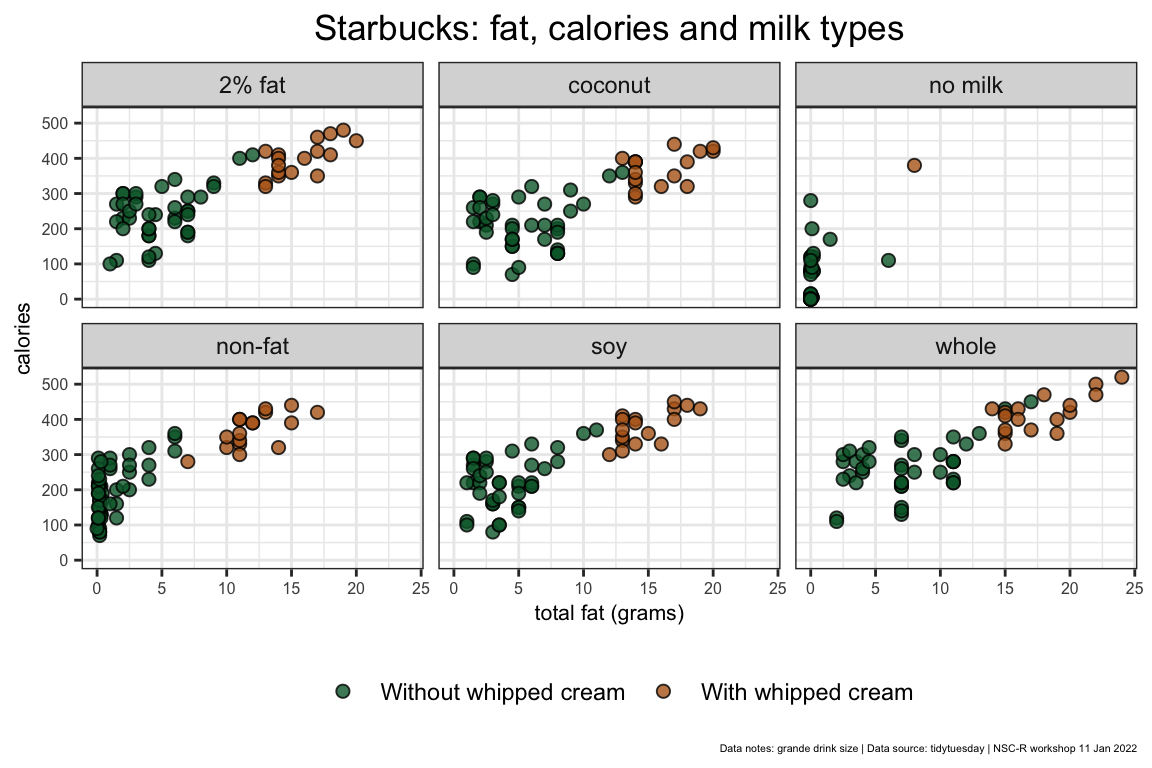 Starbucks: fat, calories and milk types
2% fat
coconut
no milk
500
400
300
200
100
0
calories
non-fat
soy
whole
500
400
300
200
100
0
0 5 10 15 20 25
0 5 10 15 20 25
0 5 10 15 20 25
total fat (grams)
Without whipped cream
With whipped cream
Data notes: grande drink size | Data source: tidytuesday | NSC-R workshop 11 Jan 2022